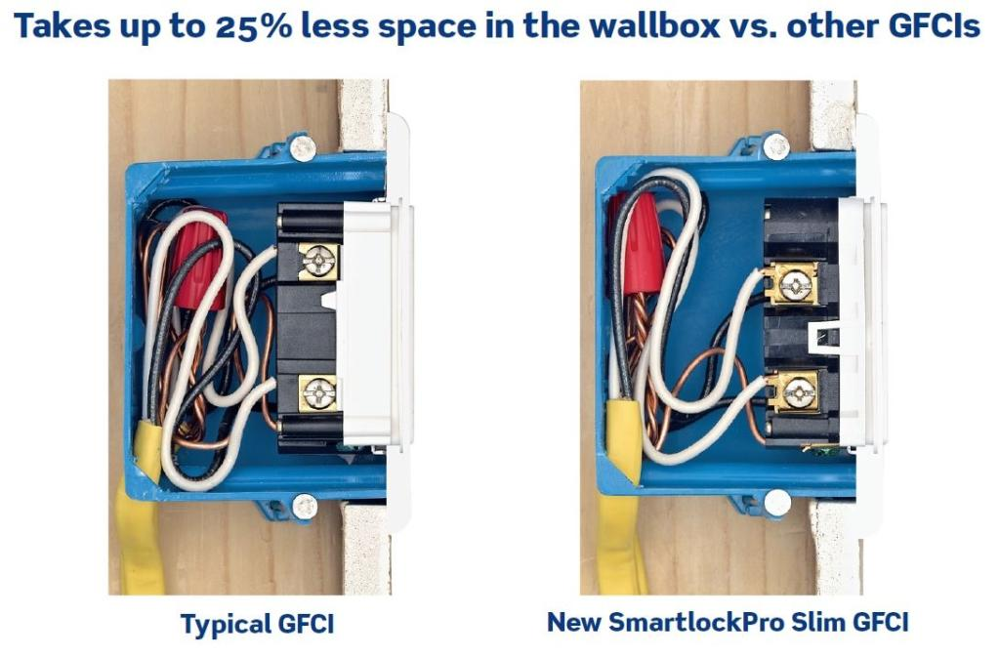 Takes up to 25% less space in the wallbox vs. other GFCIs
Typical GFCI
New SmartlockPro Slim GFCI